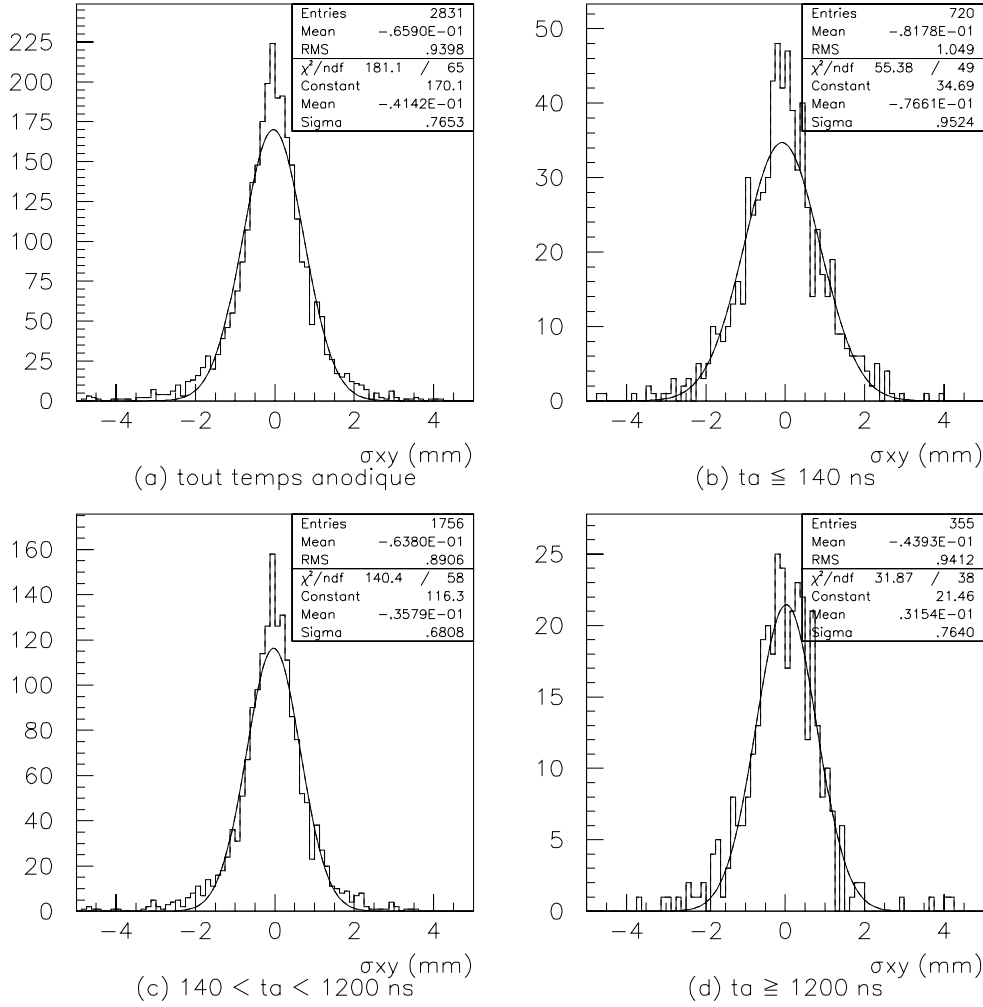 Entries 2831
Mean -.6590E-01
RMS .9398
χ²/ndf 181.1 / 65
Constant 170.1
Mean -.4142E-01
Sigma .7653
225
200
175
150
125
100
75
50
25
0
-4 -2 0 2 4
σxy (mm)
(a) tout temps anodique
Entries 720
Mean -.8178E-01
RMS 1.049
χ²/ndf 55.38 / 49
Constant 34.69
Mean -.7661E-01
Sigma .9524
50
40
30
20
10
0
-4 -2 0 2 4
σxy (mm)
(b) ta ≦ 140 ns
Entries 1756
Mean -.6380E-01
RMS .8906
χ²/ndf 140.4 / 58
Constant 116.3
Mean -.3579E-01
Sigma .6808
160
140
120
100
80
60
40
20
0
-4 -2 0 2 4
σxy (mm)
(c) 140 < ta < 1200 ns
Entries 355
Mean -.4393E-01
RMS .9412
χ²/ndf 31.87 / 38
Constant 21.46
Mean .3154E-01
Sigma .7640
25
20
15
10
5
0
-4 -2 0 2 4
σxy (mm)
(d) ta ≧ 1200 ns